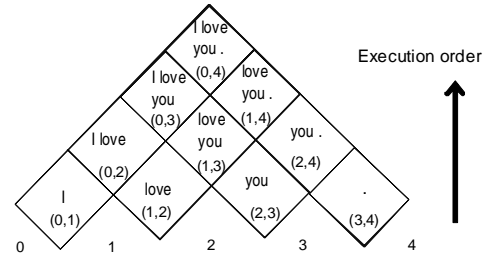 I love
you .
(0,4)
Execution order
I love
you
(0,3)
love
you .
(1,4)
I love
(0,2)
love
you
(1,3)
you .
(2,4)
I
(0,1)
love
(1,2)
you
(2,3)
.
(3,4)
0 1 2 3 4